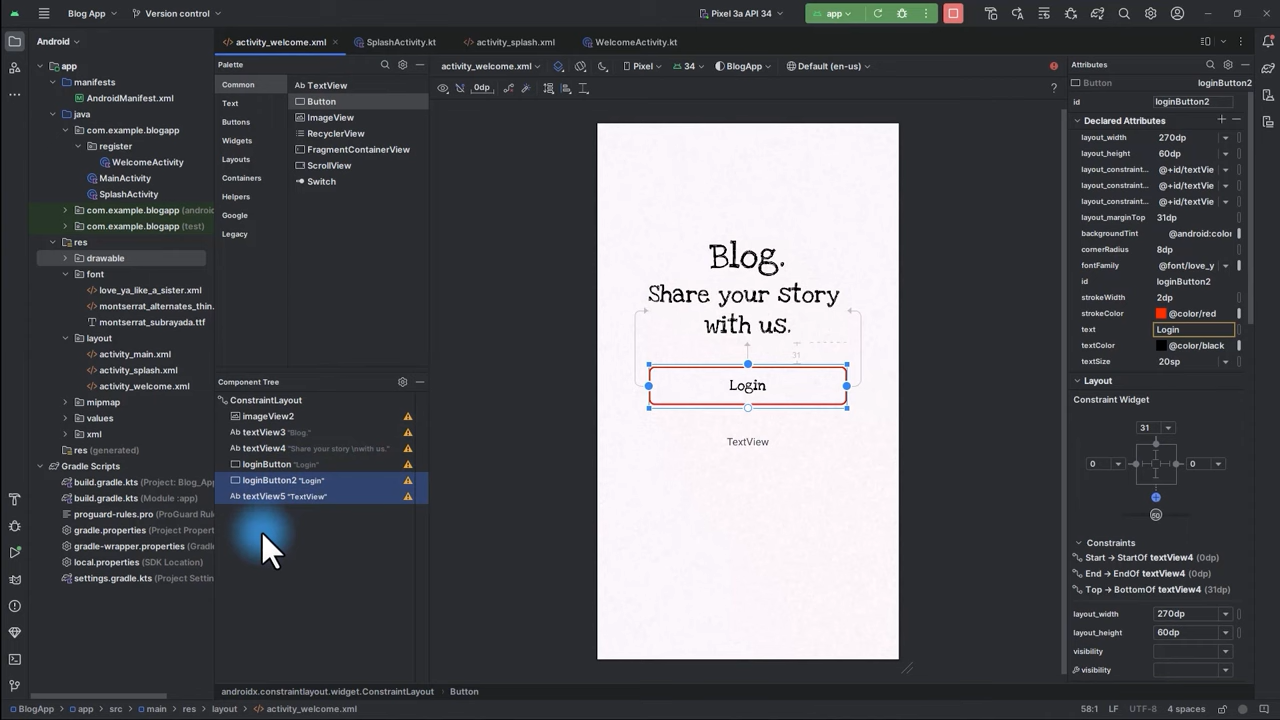 Blog App
Version control
Pixel 3a API 34
app
activity_welcome.xml
SplashActivity.kt
activity_splash.xml
WelcomeActivity.kt
Android
app
manifests
AndroidManifest.xml
java
com.example.blogapp
register
WelcomeActivity
MainActivity
SplashActivity
com.example.blogapp (android
com.example.blogapp (test)
res
drawable
font
love_ya_like_a_sister.xml
montserrat_alternates_thin.
montserrat_subrayada.ttf
layout
activity_main.xml
activity_splash.xml
activity_welcome.xml
mipmap
values
xml
res (generated)
Gradle Scripts
build.gradle.kts (Project: Blog_App
build.gradle.kts (Module :app)
proguard-rules.pro (ProGuard Rule
gradle.properties (Project Propert
gradle-wrapper.properties (Gradle
local.properties (SDK Location)
settings.gradle.kts (Project Settin
Palette
Common
Text
Buttons
Widgets
Layouts
Containers
Helpers
Google
Legacy
Ab TextView
Button
ImageView
RecyclerView
FragmentContainerView
ScrollView
Switch
Component Tree
ConstraintLayout
imageView2
Ab textView3 "Blog."
Ab textView4 "Share your story \nwith us."
loginButton "Login"
loginButton2 "Login"
Ab textView5 "TextView"
activity_welcome.xml
Pixel
34
BlogApp
Default (en-us)
0dp
?
Blog.
Share your story
with us.
31
Login
TextView
Attributes
Button
loginButton2
id loginButton2
Declared Attributes
layout_width 270dp
layout_height 60dp
layout_constraint... @+id/textVie
layout_constraint... @+id/textVie
layout_constraint... @+id/textVie
layout_marginTop 31dp
backgroundTint @android:color
cornerRadius 8dp
fontFamily @font/love_y
id loginButton2
strokeWidth 2dp
strokeColor @color/red
text Login
textColor @color/black
textSize 20sp
Layout
Constraint Widget
31
0
0
50
Constraints
Start → StartOf textView4 (0dp)
End → EndOf textView4 (0dp)
Top → BottomOf textView4 (31dp)
layout_width 270dp
layout_height 60dp
visibility
visibility
androidx.constraintlayout.widget.ConstraintLayout
Button
BlogApp
app
src
main
res
layout
activity_welcome.xml
58:1
LF
UTF-8
4 spaces